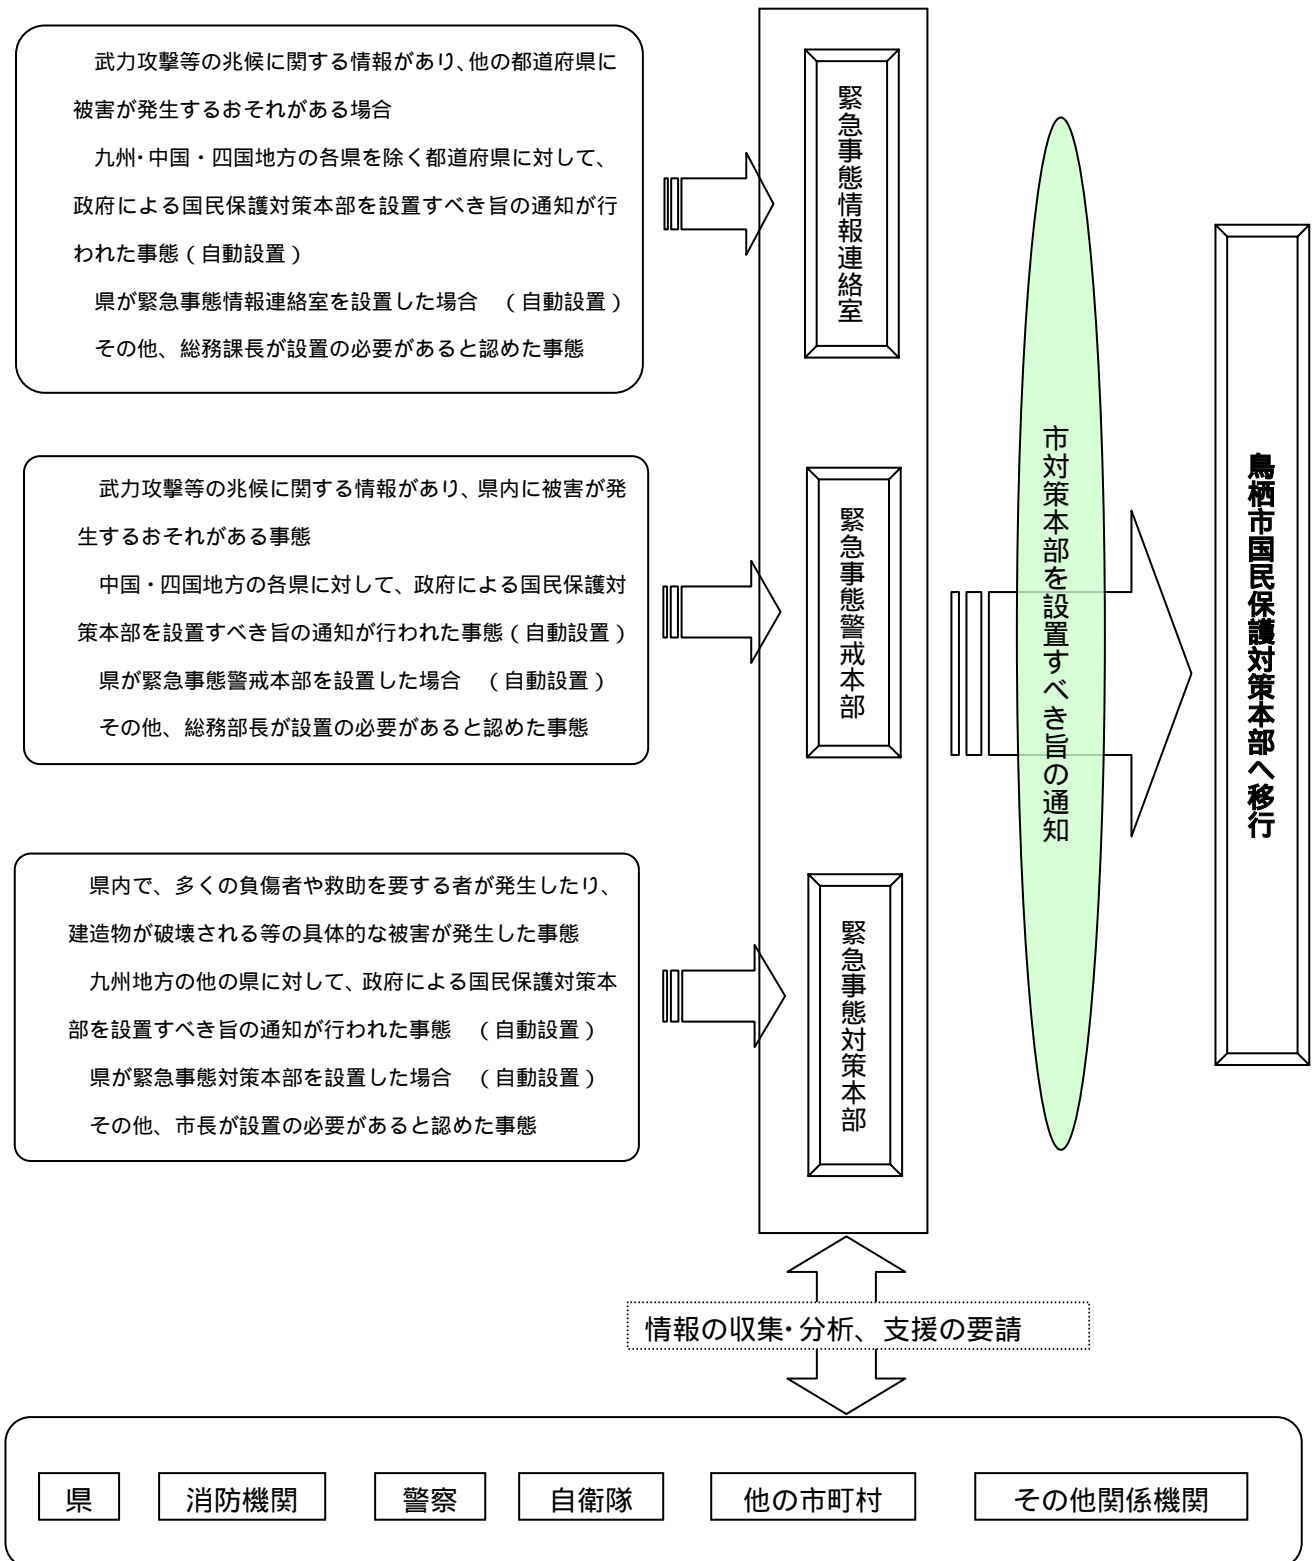 武力攻撃等の兆候に関する情報があり、他の都道府県に
被害が発生するおそれがある場合
九州・中国・四国地方の各県を除く都道府県に対して、
政府による国民保護対策本部を設置すべき旨の通知が行
われた事態（自動設置）
県が緊急事態情報連絡室を設置した場合　（自動設置）
その他、総務課長が設置の必要があると認めた事態
緊急事態情報連絡室
武力攻撃等の兆候に関する情報があり、県内に被害が発
生するおそれがある事態
中国・四国地方の各県に対して、政府による国民保護対
策本部を設置すべき旨の通知が行われた事態（自動設置）
県が緊急事態警戒本部を設置した場合　（自動設置）
その他、総務部長が設置の必要があると認めた事態
緊急事態警戒本部
県内で、多くの負傷者や救助を要する者が発生したり、
建造物が破壊される等の具体的な被害が発生した事態
九州地方の他の県に対して、政府による国民保護対策本
部を設置すべき旨の通知が行われた事態　（自動設置）
県が緊急事態対策本部を設置した場合　（自動設置）
その他、市長が設置の必要があると認めた事態
緊急事態対策本部
市対策本部を設置すべき旨の通知
鳥栖市国民保護対策本部へ移行
情報の収集・分析、支援の要請
県
消防機関
警察
自衛隊
他の市町村
その他関係機関